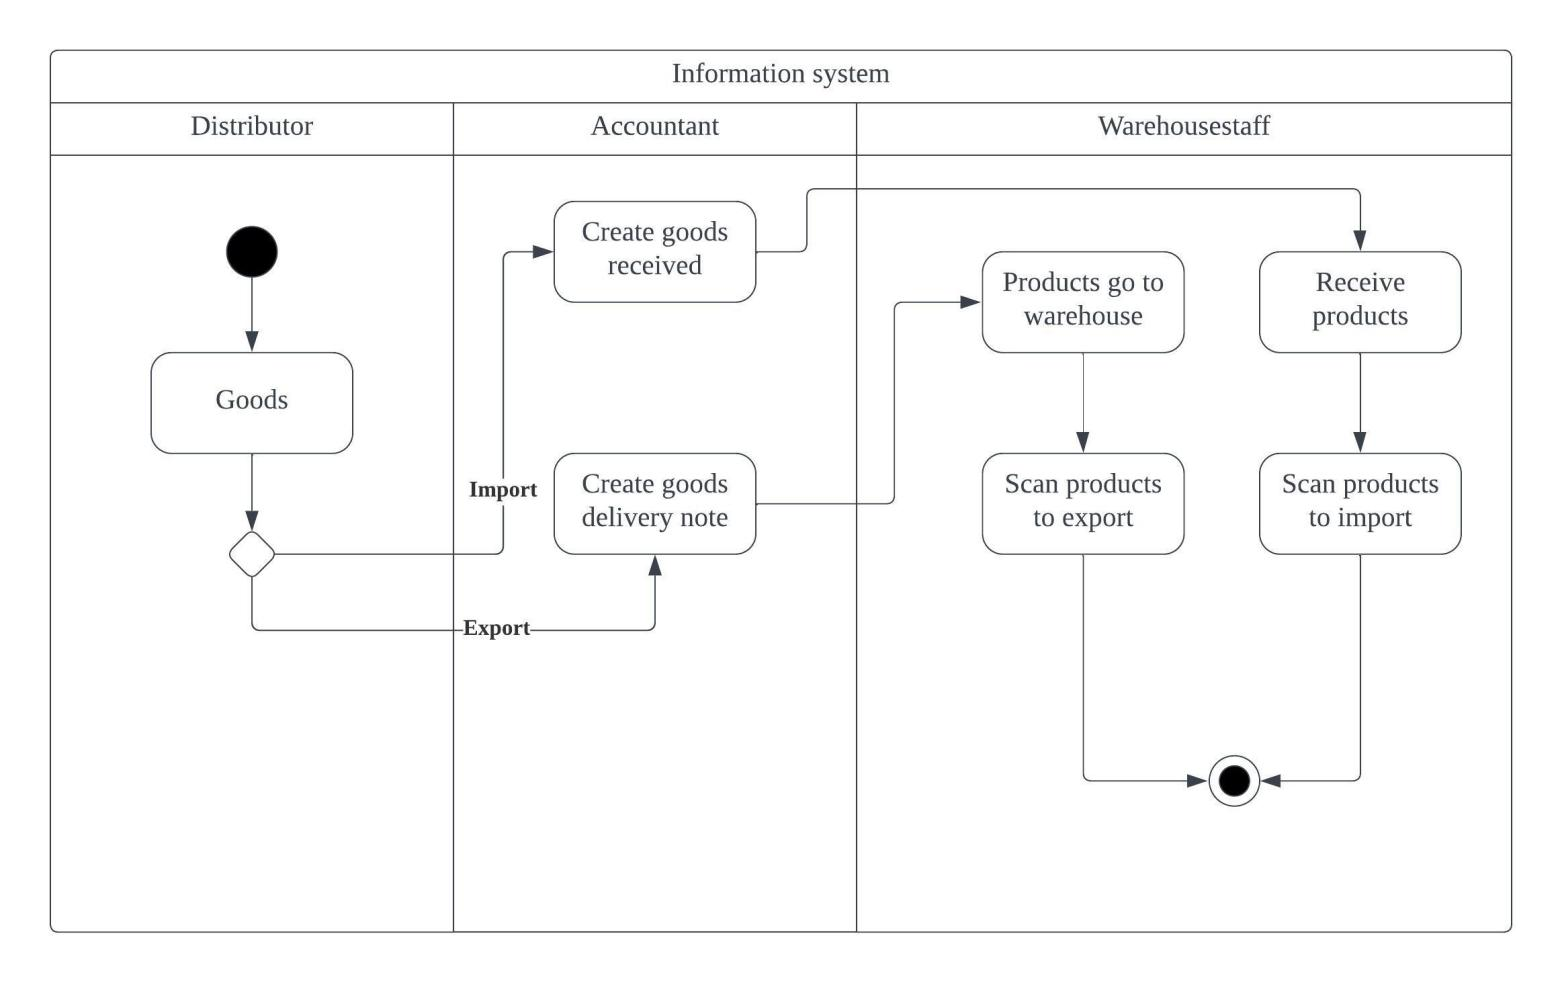 Information system
Distributor
Accountant
Warehousestaff
Create goods
received
Products go to
warehouse
Receive
products
Goods
Import
Create goods
delivery note
Scan products
to export
Scan products
to import
Export